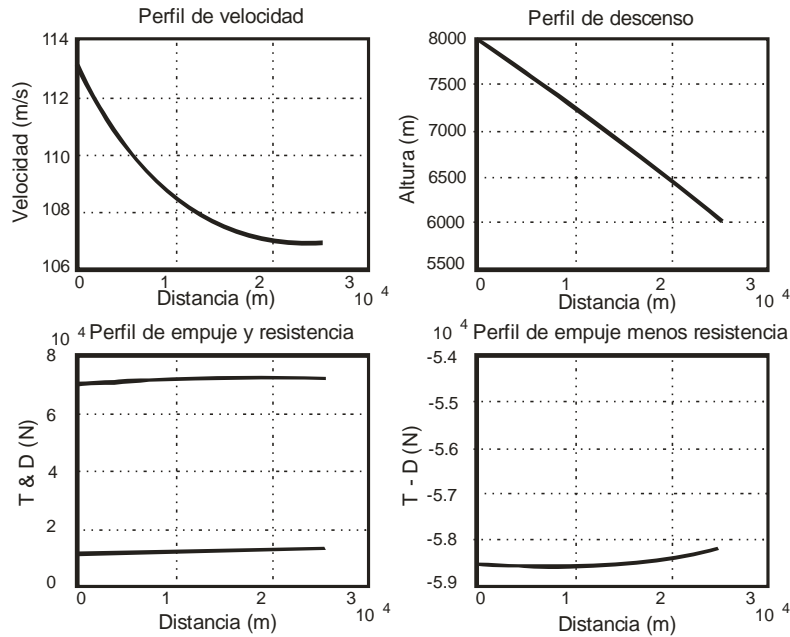 Perfil de velocidad
114
112
110
108
106
Velocidad (m/s)
0 1 2 3
Distancia (m)
10 4
Perfil de descenso
8000
7500
7000
6500
6000
5500
Altura (m)
0 1 2 3
Distancia (m)
10 4
10 4 Perfil de empuje y resistencia
8
6
4
2
0
T & D (N)
0 1 2 3
Distancia (m)
10 4
10 4 Perfil de empuje menos resistencia
-5.4
-5.5
-5.6
-5.7
-5.8
-5.9
T - D (N)
0 1 2 3
Distancia (m)
10 4